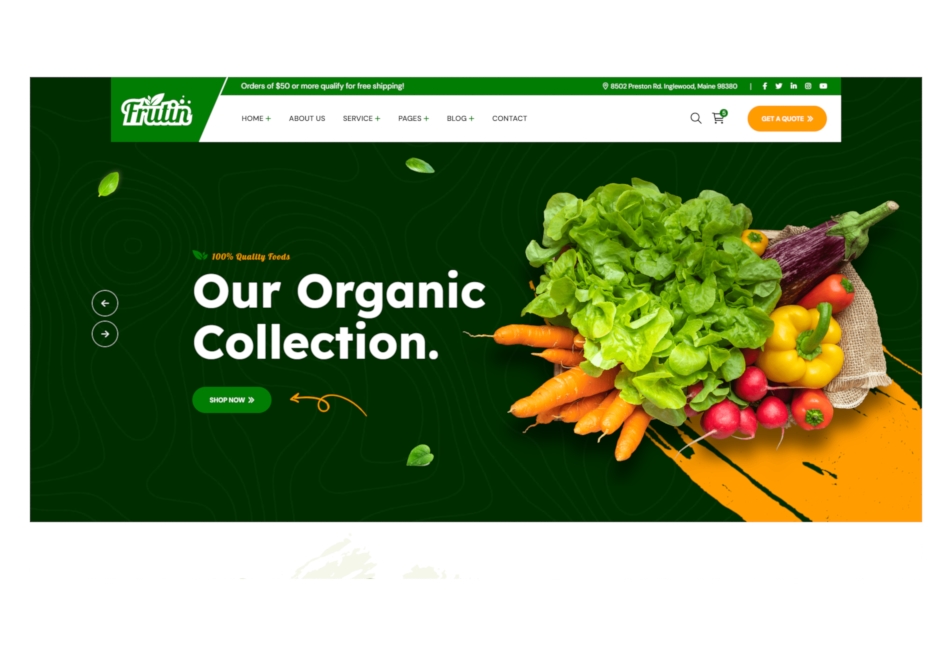 Frutin
Orders of $50 or more qualify for free shipping!
8502 Preston Rd. Inglewood, Maine 98380
HOME +
ABOUT US
SERVICE +
PAGES +
BLOG +
CONTACT
GET A QUOTE
100% Quality Foods
Our Organic
Collection.
SHOP NOW